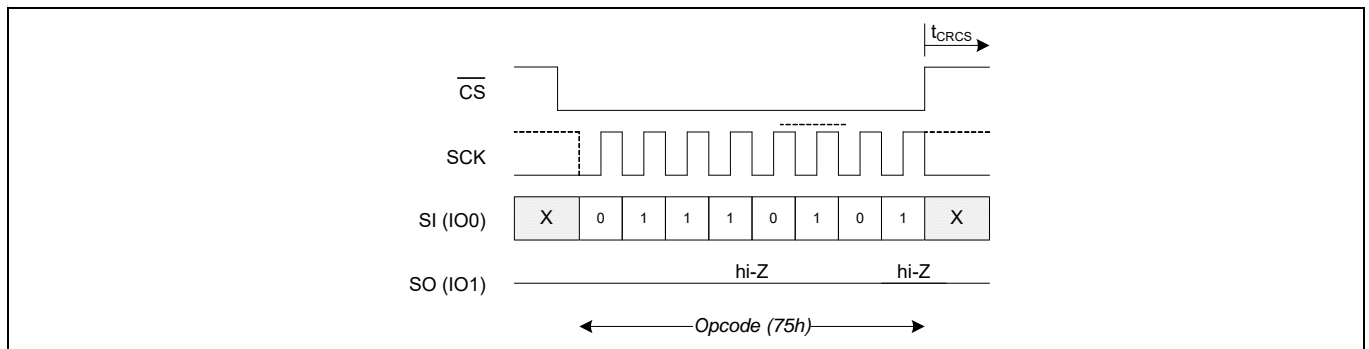 tCRCS
CS
SCK
SI (IO0) X 0 1 1 1 0 1 0 1 X
hi-Z hi-Z
SO (IO1)
Opcode (75h)